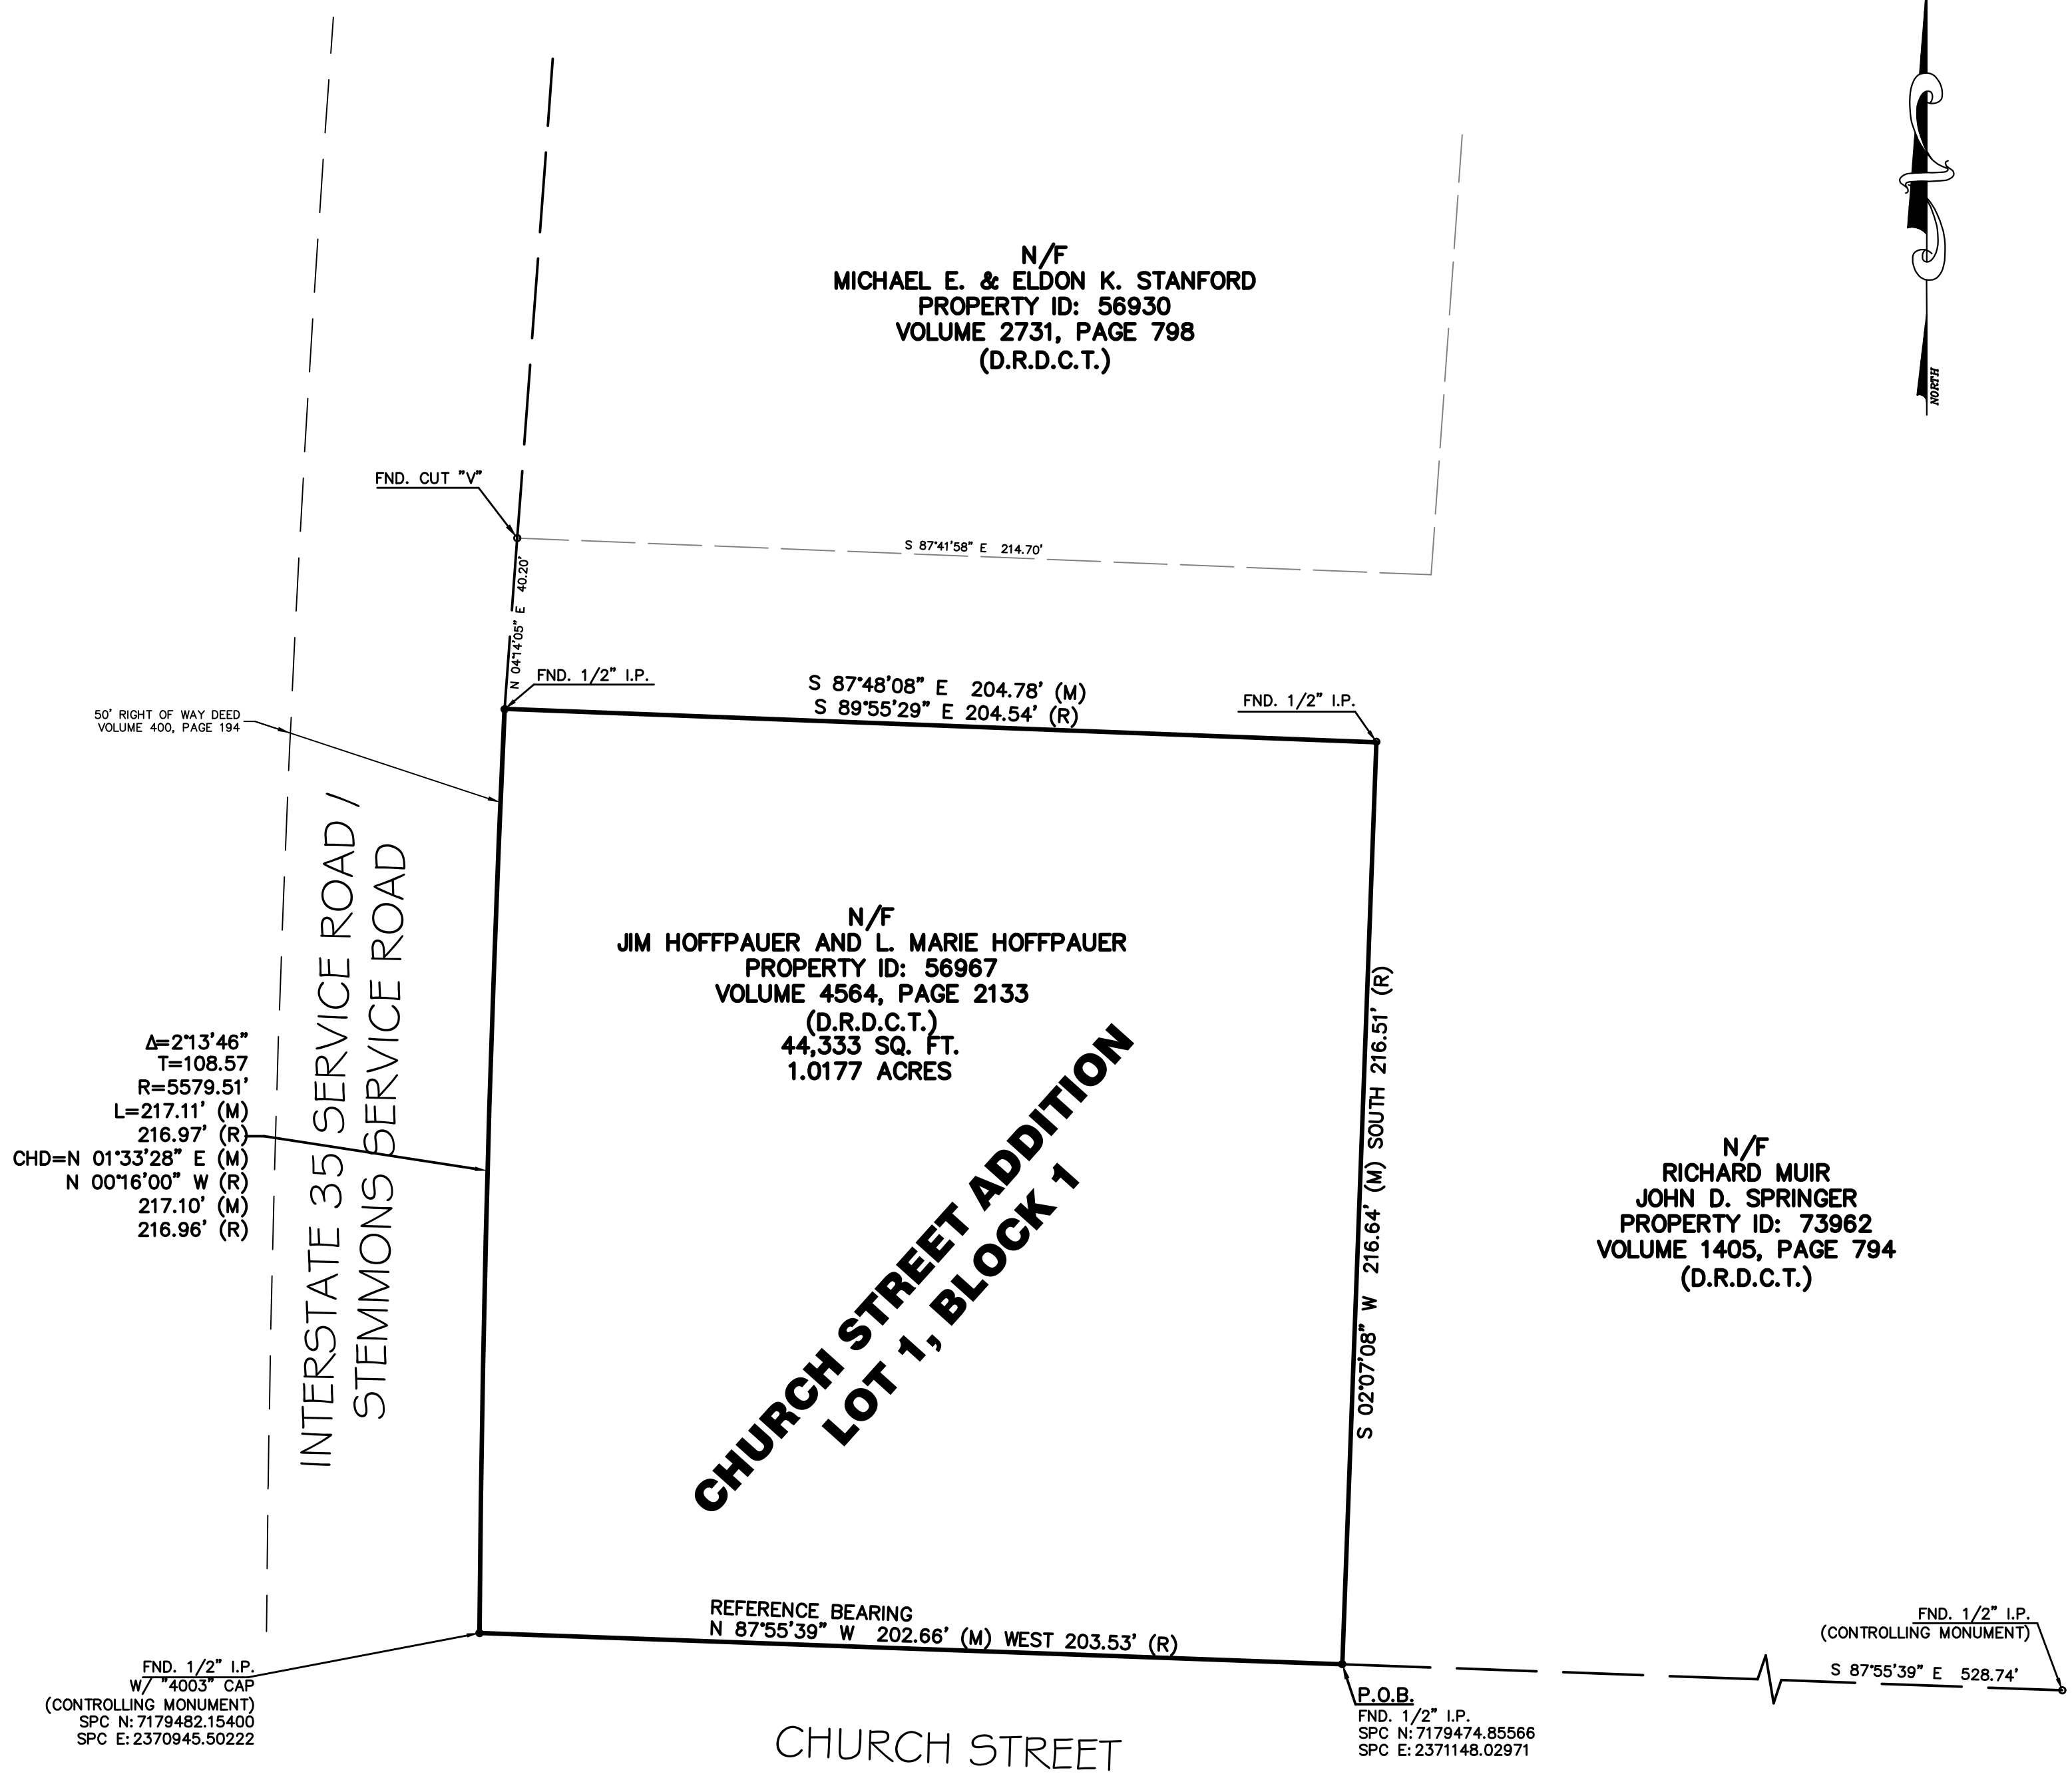 NORTH
N/F
MICHAEL E. & ELDON K. STANFORD
PROPERTY ID: 56930
VOLUME 2731, PAGE 798
(D.R.D.C.T.)
FND. CUT "V"
S 87°41'58" E 214.70'
N 04°14'05" E 40.20'
FND. 1/2" I.P.
S 87°48'08" E 204.78' (M)
S 89°55'29" E 204.54' (R)
FND. 1/2" I.P.
50' RIGHT OF WAY DEED
VOLUME 400, PAGE 194
INTERSTATE 35 SERVICE ROAD /
STEMMONS SERVICE ROAD
N/F
JIM HOFFPAUER AND L. MARIE HOFFPAUER
PROPERTY ID: 56967
VOLUME 4564, PAGE 2133
(D.R.D.C.T.)
44,333 SQ. FT.
1.0177 ACRES
CHURCH STREET ADDITION
LOT 1, BLOCK 1
S 02°07'08" W 216.64' (M) SOUTH 216.51' (R)
Δ=2°13'46"
T=108.57
R=5579.51'
L=217.11' (M)
216.97' (R)
CHD=N 01°33'28" E (M)
N 00°16'00" W (R)
217.10' (M)
216.96' (R)
N/F
RICHARD MUIR
JOHN D. SPRINGER
PROPERTY ID: 73962
VOLUME 1405, PAGE 794
(D.R.D.C.T.)
REFERENCE BEARING
N 87°55'39" W 202.66' (M) WEST 203.53' (R)
FND. 1/2" I.P.
(CONTROLLING MONUMENT)
S 87°55'39" E 528.74'
FND. 1/2" I.P.
W/ "4003" CAP
(CONTROLLING MONUMENT)
SPC N: 7179482.15400
SPC E: 2370945.50222
P.O.B.
FND. 1/2" I.P.
SPC N: 7179474.85566
SPC E: 2371148.02971
CHURCH STREET